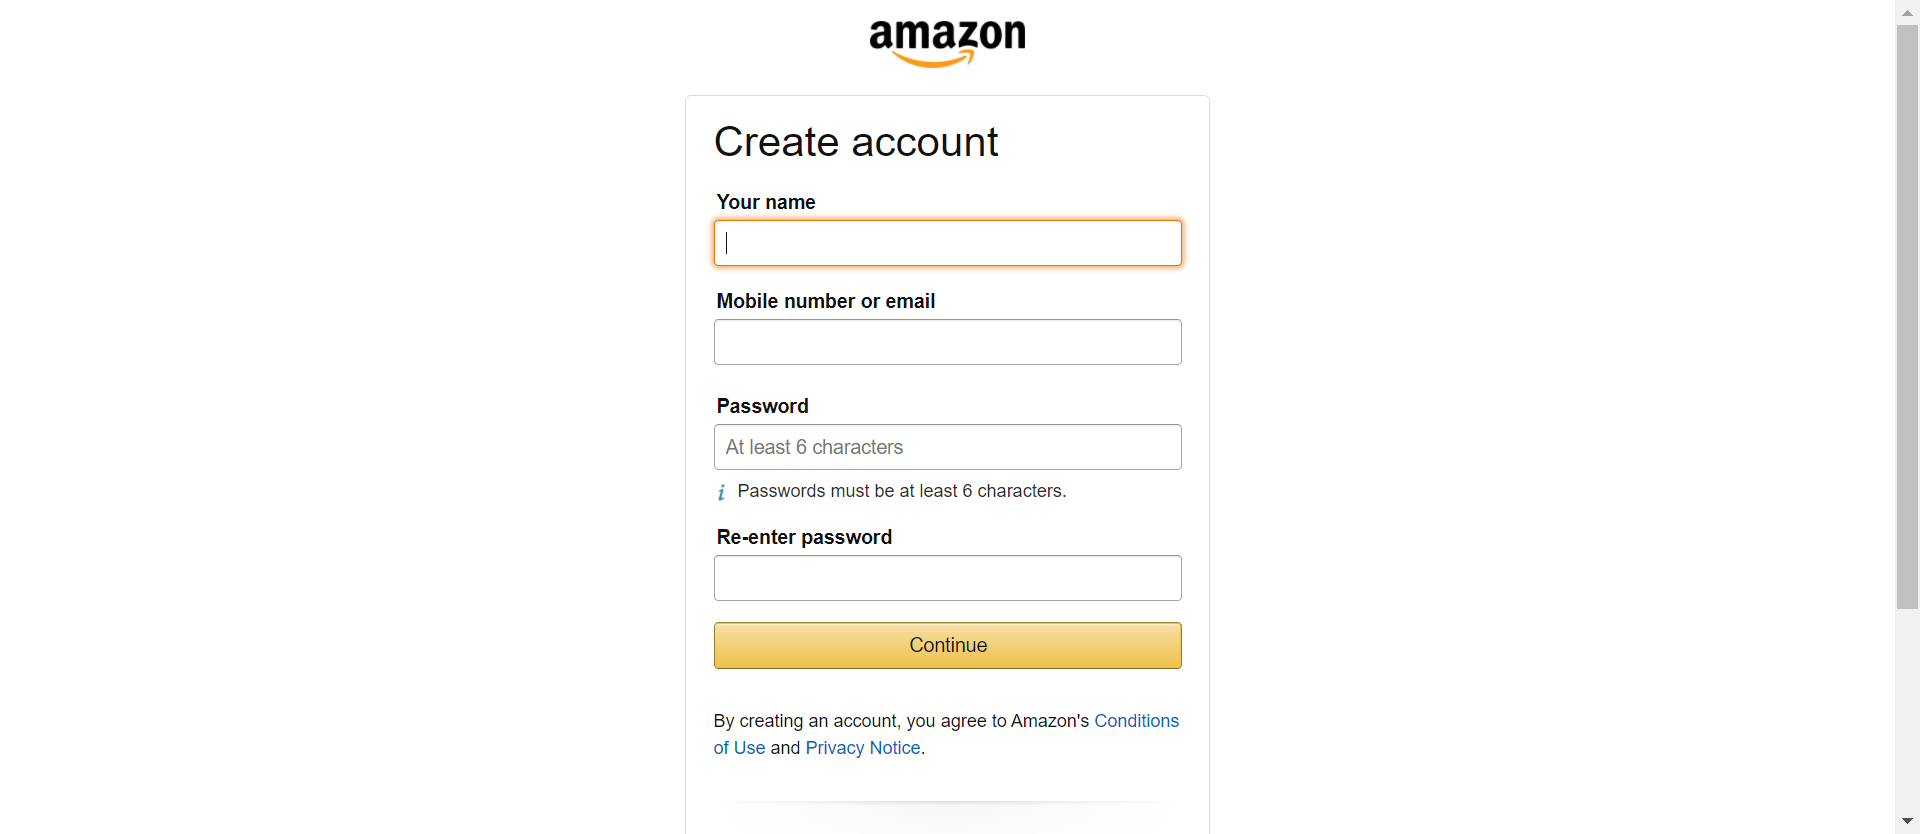 amazon
Create account
Your name
Mobile number or email
Password
At least 6 characters
i Passwords must be at least 6 characters.
Re-enter password
Continue
By creating an account, you agree to Amazon's Conditions
of Use and Privacy Notice.